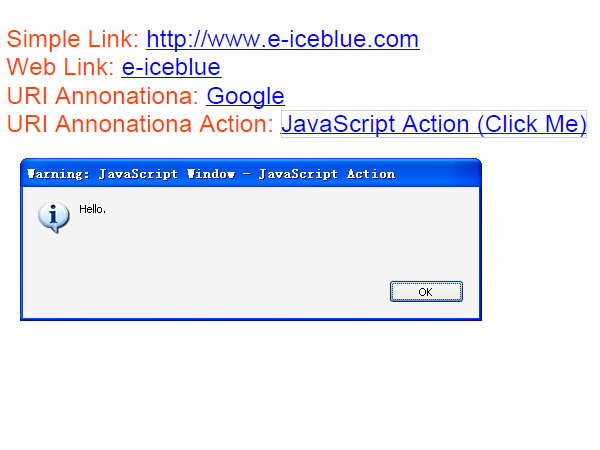 Simple Link: http://www.e-iceblue.com
Web Link: e-iceblue
URI Annonationa: Google
URI Annonationa Action: JavaScript Action (Click Me)
Warning: JavaScript Window - JavaScript Action
Hello.
OK